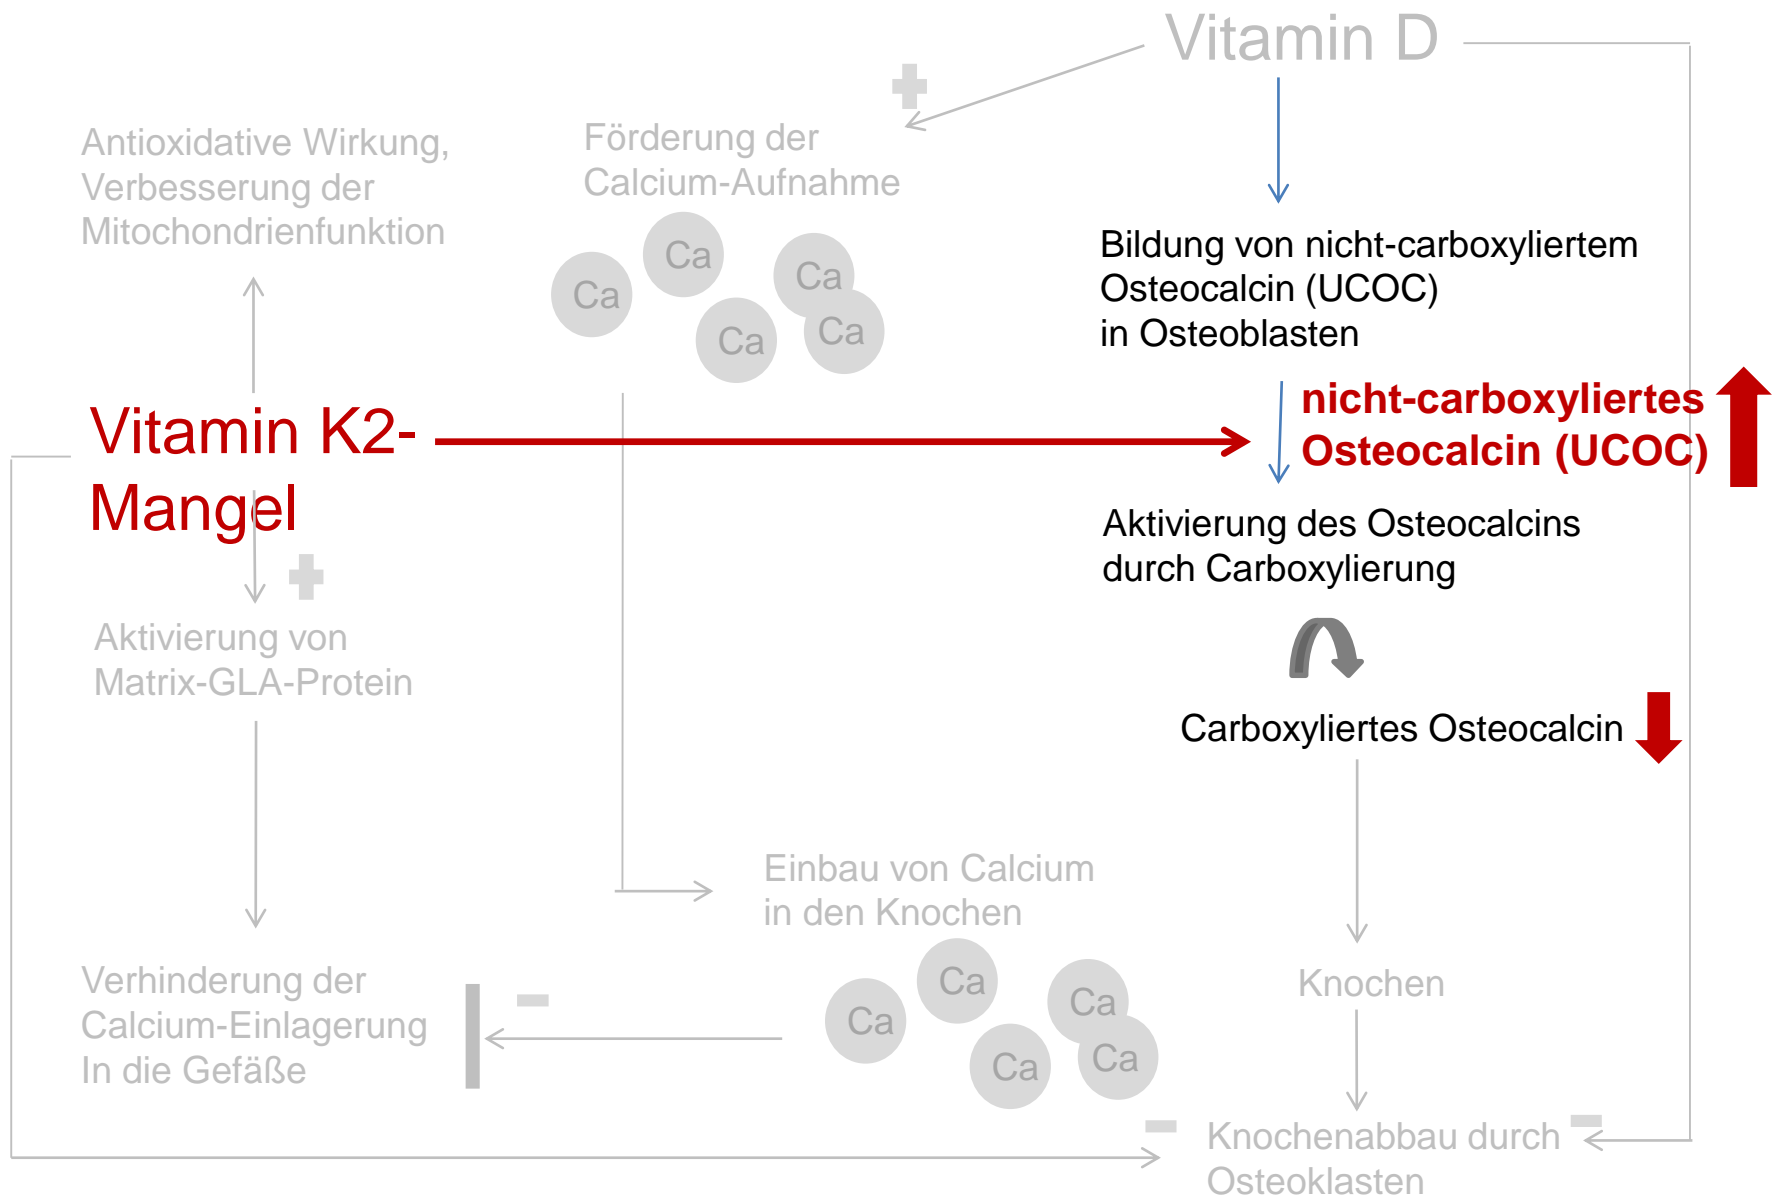 Vitamin D
Antioxidative Wirkung,
Verbesserung der
Mitochondrienfunktion
Förderung der
Calcium-Aufnahme
Ca
Ca
Ca
Ca
Ca
Bildung von nicht-carboxyliertem
Osteocalcin (UCOC)
in Osteoblasten
Vitamin K2-
Mangel
nicht-carboxyliertes
Osteocalcin (UCOC)
Aktivierung des Osteocalcins
durch Carboxylierung
Aktivierung von
Matrix-GLA-Protein
Carboxyliertes Osteocalcin
Einbau von Calcium
in den Knochen
Verhinderung der
Calcium-Einlagerung
In die Gefäße
Ca
Ca
Ca
Ca
Ca
Knochen
Knochenabbau durch
Osteoklasten